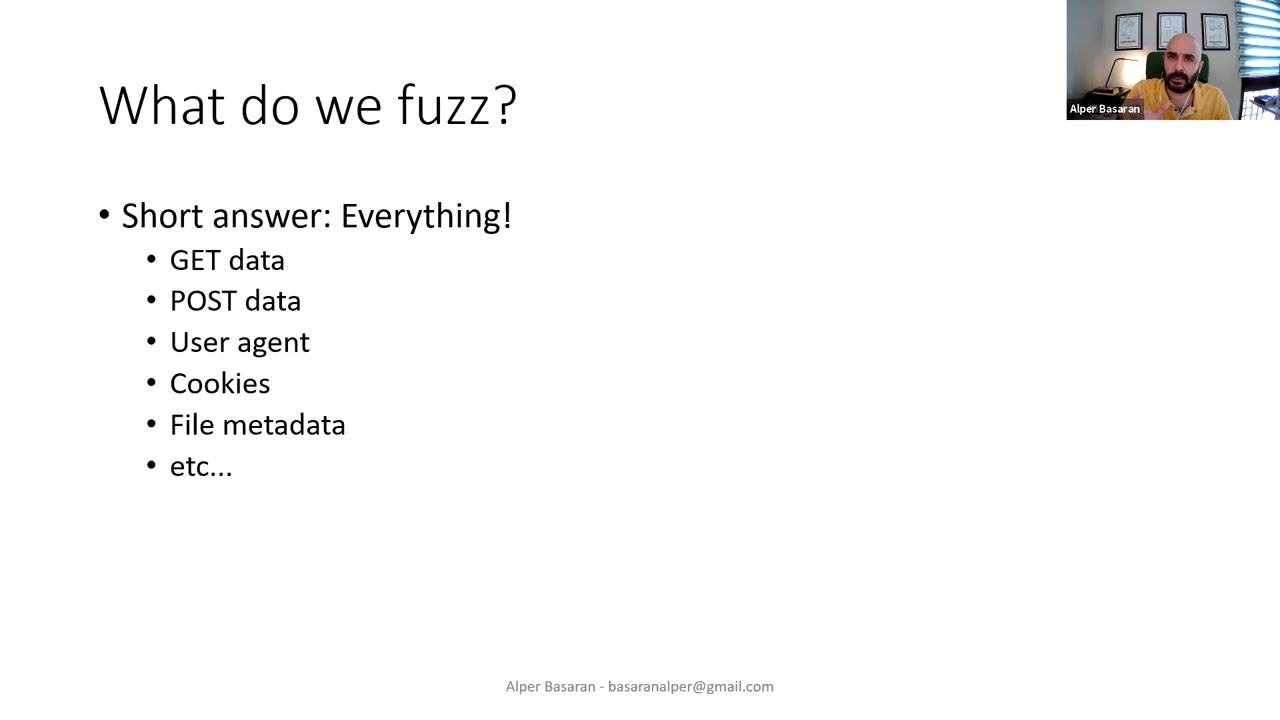 What do we fuzz?
• Short answer: Everything!
• GET data
• POST data
• User agent
• Cookies
• File metadata
• etc...
Alper Basaran
Alper Basaran - basaranalper@gmail.com